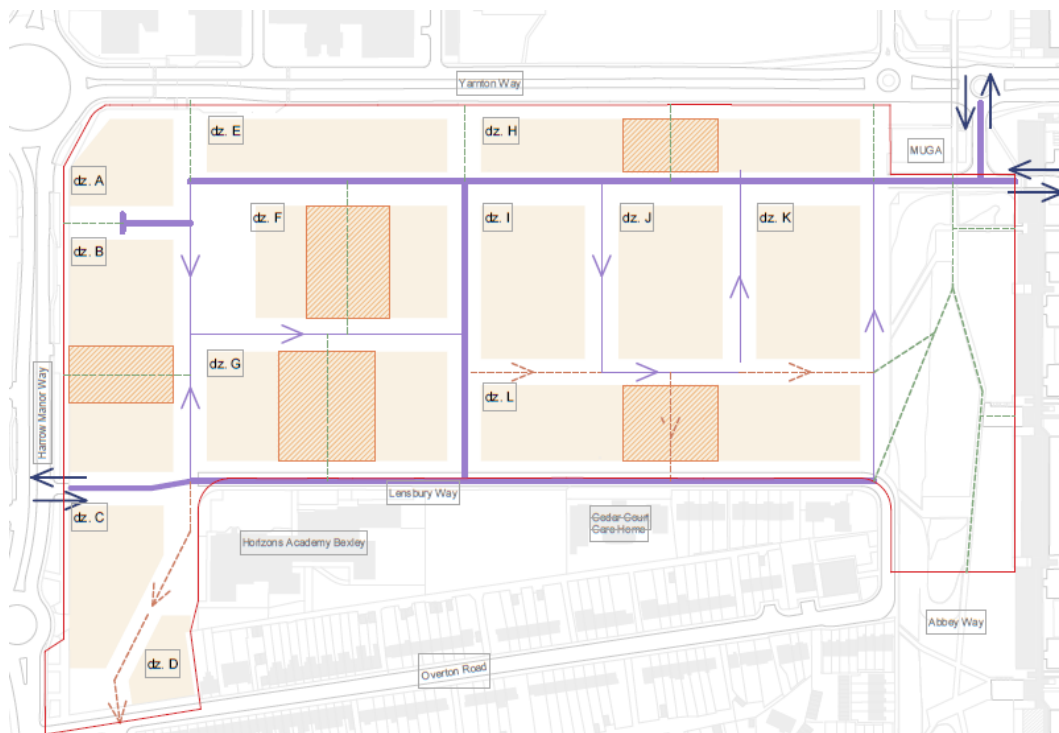 Yarnton Way
dz. E
dz. H
MUGA
dz. A
dz. F
dz. I
dz. J
dz. K
dz. B
dz. G
dz. L
Harrow Manor Way
Lensbury Way
dz. C
Cedar Court
Care Home
Horizons Academy Bexley
Abbey Way
dz. D
Overton Road